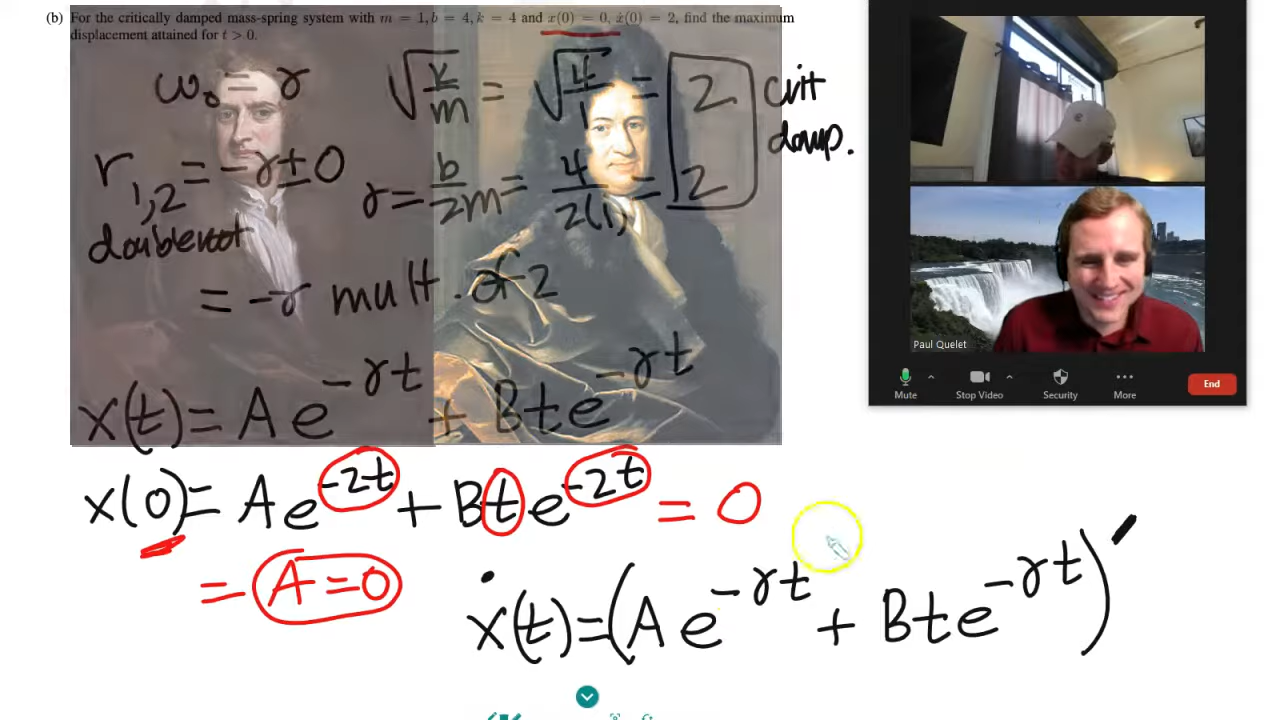 (b) For the critically damped mass-spring system with m = 1, b = 4, k = 4 and x(0) = 0, ẋ(0) = 2, find the maximum
displacement attained for t > 0.
ω₀ = γ
√(k/m) = √(4/1) = 2
crit
damp.
r₁,₂ = -γ ± 0
γ = b/2m = 4/2(1) = 2
double root
= -γ mult. of 2
x(t) = Ae^(-γt) + Bte^(-γt)
x(0) = Ae^(-2t) + Bte^(-2t) = 0
= A = 0
ẋ(t) = (Ae^(-γt) + Bte^(-γt))'
Paul Quelet
Mute
Stop Video
Security
More
End